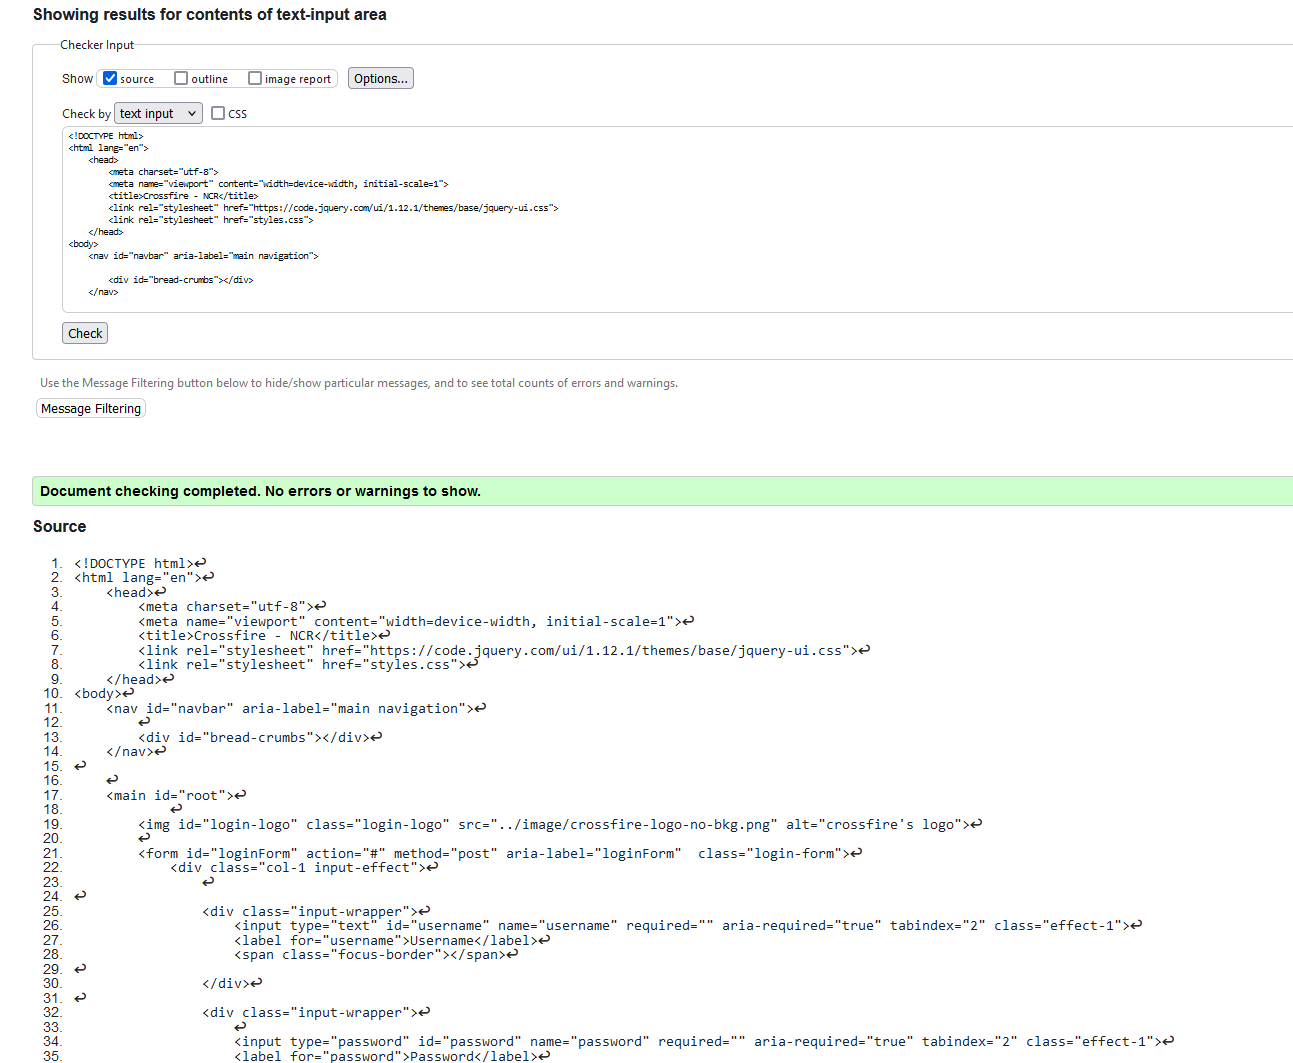 Showing results for contents of text-input area
Checker Input
Show source outline image report Options...
Check by text input CSS
<!DOCTYPE html>
<html lang="en">
    <head>
        <meta charset="utf-8">
        <meta name="viewport" content="width=device-width, initial-scale=1">
        <title>Crossfire - NCR</title>
        <link rel="stylesheet" href="https://code.jquery.com/ui/1.12.1/themes/base/jquery-ui.css">
        <link rel="stylesheet" href="styles.css">
    </head>
<body>
    <nav id="navbar" aria-label="main navigation">
        <div id="bread-crumbs"></div>
    </nav>
Check
Use the Message Filtering button below to hide/show particular messages, and to see total counts of errors and warnings.
Message Filtering
Document checking completed. No errors or warnings to show.
Source
1. <!DOCTYPE html>↩
2. <html lang="en">↩
3.     <head>↩
4.         <meta charset="utf-8">↩
5.         <meta name="viewport" content="width=device-width, initial-scale=1">↩
6.         <title>Crossfire - NCR</title>↩
7.         <link rel="stylesheet" href="https://code.jquery.com/ui/1.12.1/themes/base/jquery-ui.css">↩
8.         <link rel="stylesheet" href="styles.css">↩
9.     </head>↩
10. <body>↩
11.     <nav id="navbar" aria-label="main navigation">↩
12.         ↩
13.         <div id="bread-crumbs"></div>↩
14.     </nav>↩
15. ↩
16.     ↩
17.     <main id="root">↩
18.             ↩
19.         <img id="login-logo" class="login-logo" src="../image/crossfire-logo-no-bkg.png" alt="crossfire's logo">↩
20.         ↩
21.         <form id="loginForm" action="#" method="post" aria-label="loginForm"  class="login-form">↩
22.             <div class="col-1 input-effect">↩
23.                 ↩
24. ↩
25.                 <div class="input-wrapper">↩
26.                     <input type="text" id="username" name="username" required="" aria-required="true" tabindex="2" class="effect-1">↩
27.                     <label for="username">Username</label>↩
28.                     <span class="focus-border"></span>↩
29. ↩
30.                 </div>↩
31. ↩
32.                 <div class="input-wrapper">↩
33.                     ↩
34.                     <input type="password" id="password" name="password" required="" aria-required="true" tabindex="2" class="effect-1">↩
35.                     <label for="password">Password</label>↩